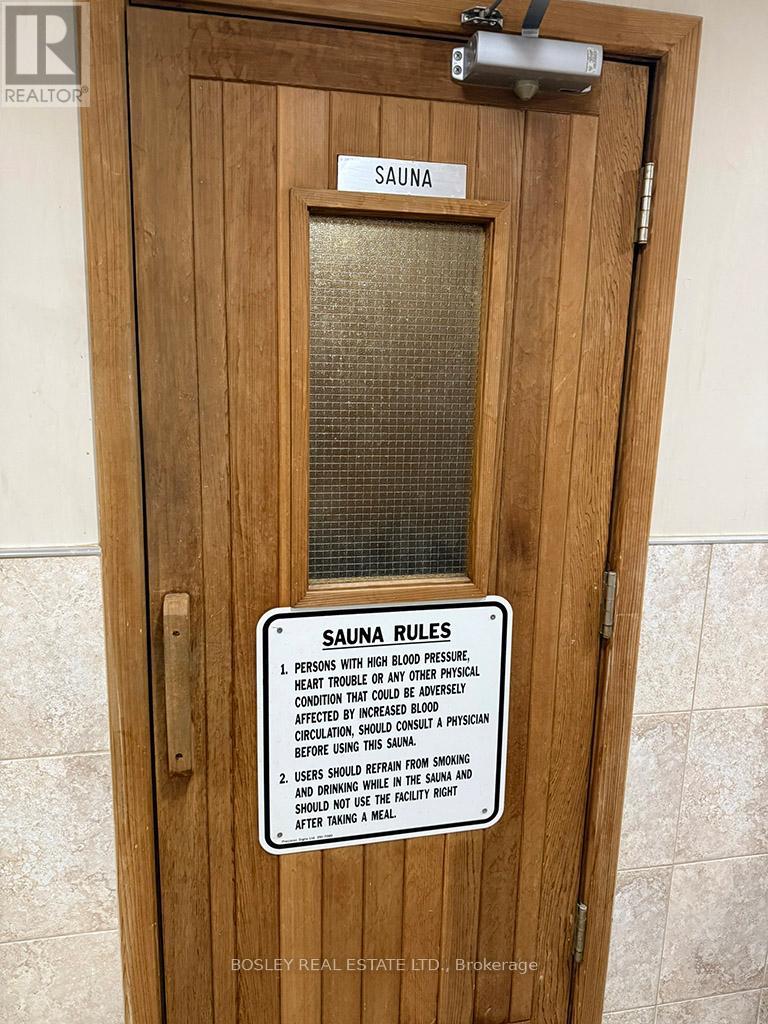 R
REALTOR®
SAUNA
SAUNA RULES
1. PERSONS WITH HIGH BLOOD PRESSURE,
HEART TROUBLE OR ANY OTHER PHYSICAL
CONDITION THAT COULD BE ADVERSELY
AFFECTED BY INCREASED BLOOD
CIRCULATION, SHOULD CONSULT A PHYSICIAN
BEFORE USING THIS SAUNA.
2. USERS SHOULD REFRAIN FROM SMOKING
AND DRINKING WHILE IN THE SAUNA AND
SHOULD NOT USE THE FACILITY RIGHT
AFTER TAKING A MEAL.
BOSLEY REAL ESTATE LTD., Brokerage